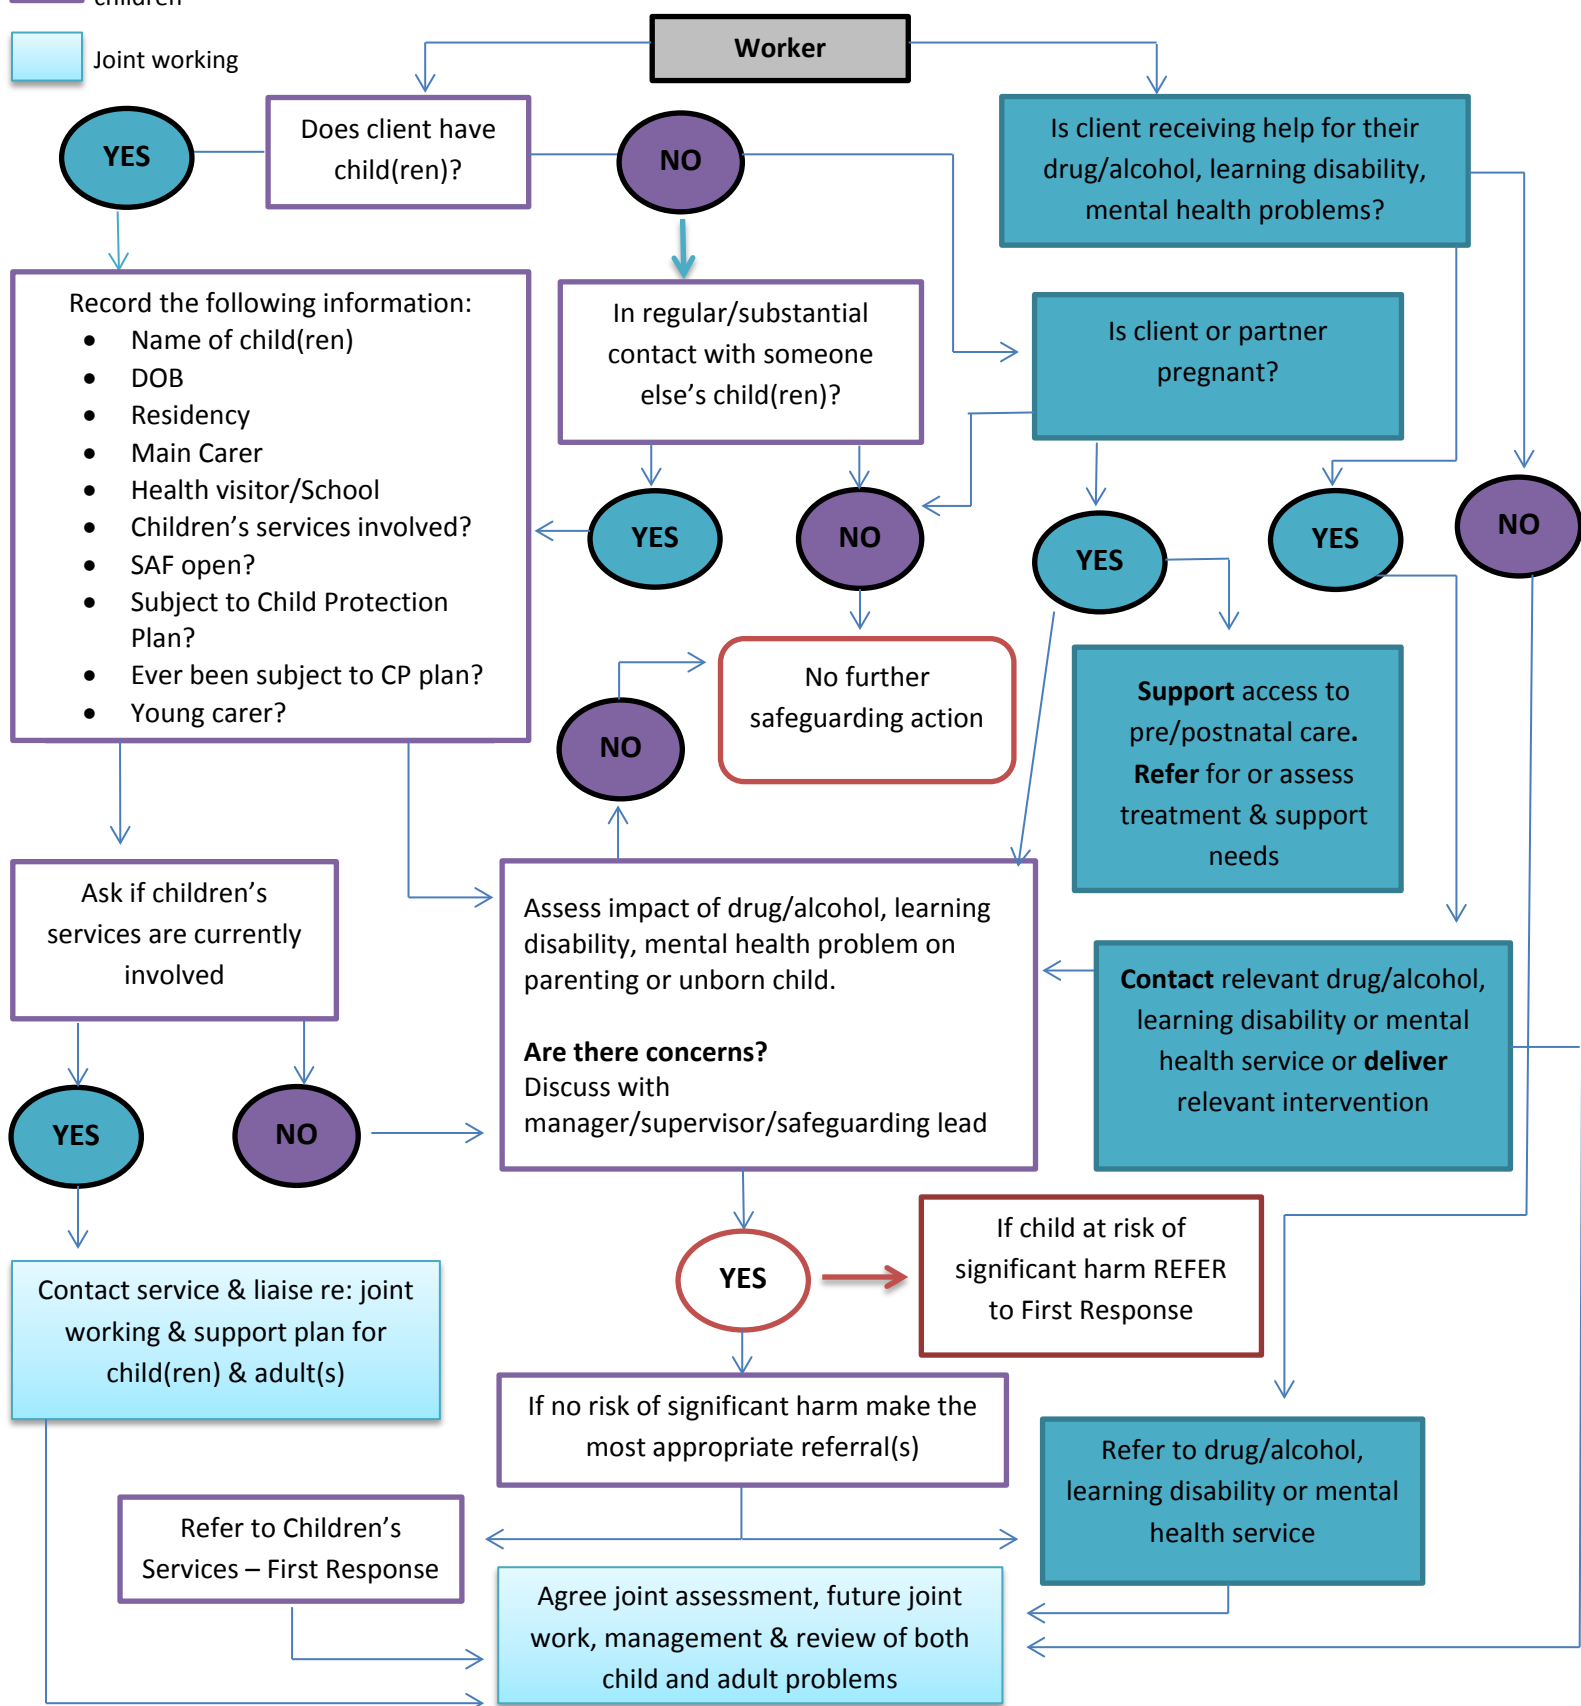 children
Joint working
Worker
YES
Does client have
child(ren)?
NO
Is client receiving help for their
drug/alcohol, learning disability,
mental health problems?
Record the following information:
• Name of child(ren)
• DOB
• Residency
• Main Carer
• Health visitor/School
• Children’s services involved?
• SAF open?
• Subject to Child Protection
Plan?
• Ever been subject to CP plan?
• Young carer?
In regular/substantial
contact with someone
else’s child(ren)?
Is client or partner
pregnant?
YES
NO
YES
YES
NO
No further
safeguarding action
NO
Support access to
pre/postnatal care.
Refer for or assess
treatment & support
needs
Ask if children’s
services are currently
involved
Assess impact of drug/alcohol, learning
disability, mental health problem on
parenting or unborn child.
Are there concerns?
Discuss with
manager/supervisor/safeguarding lead
Contact relevant drug/alcohol,
learning disability or mental
health service or deliver
relevant intervention
YES
NO
YES
If child at risk of
significant harm REFER
to First Response
Contact service & liaise re: joint
working & support plan for
child(ren) & adult(s)
If no risk of significant harm make the
most appropriate referral(s)
Refer to drug/alcohol,
learning disability or mental
health service
Refer to Children’s
Services – First Response
Agree joint assessment, future joint
work, management & review of both
child and adult problems